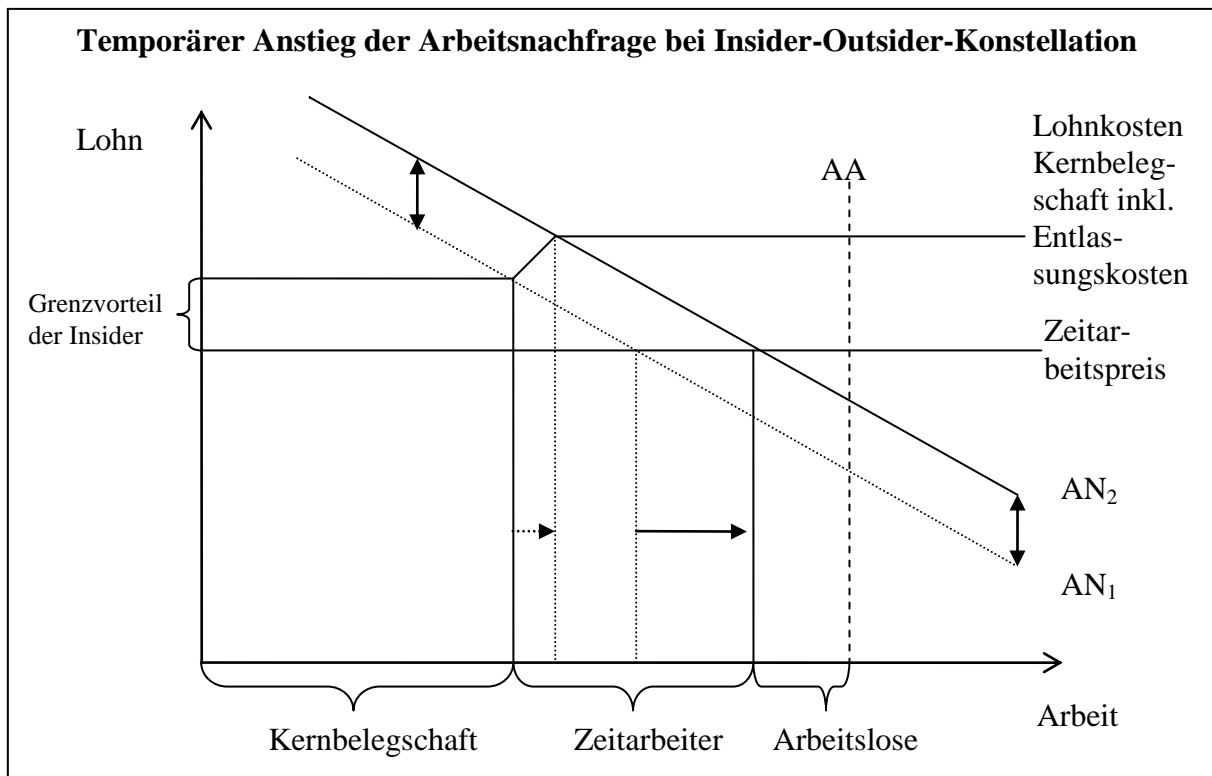 Temporärer Anstieg der Arbeitsnachfrage bei Insider-Outsider-Konstellation
Lohn
Lohnkosten
Kernbeleg-
schaft inkl.
Entlas-
sungskosten
AA
Grenzvorteil
der Insider
Zeitar-
beitspreis
AN₂
AN₁
Arbeit
Kernbelegschaft
Zeitarbeiter
Arbeitslose